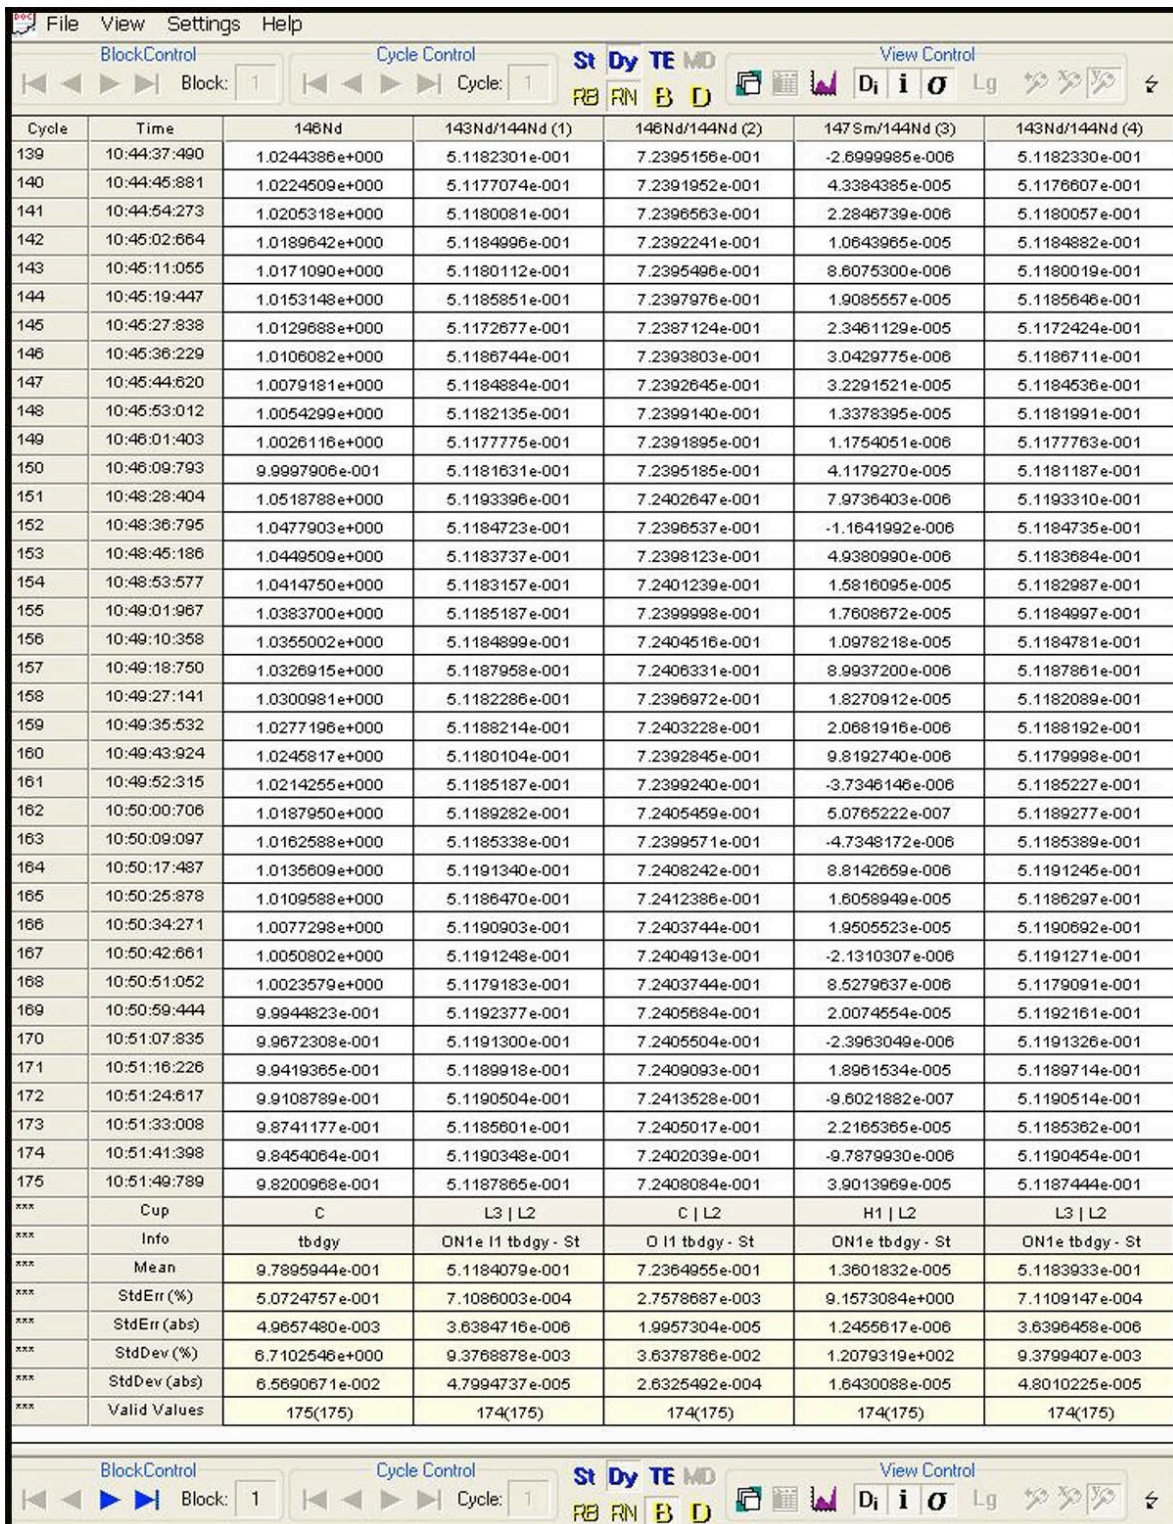 DOC File View Settings Help
BlockControl Cycle Control St Dy TE MD View Control
Block: 1 Cycle: 1 RB RN B D Di i σ Lg
Cycle Time 146Nd 143Nd/144Nd (1) 146Nd/144Nd (2) 147Sm/144Nd (3) 143Nd/144Nd (4)
139 10:44:37:490 1.0244386e+000 5.1182301e-001 7.2395156e-001 -2.6999985e-006 5.1182330e-001
140 10:44:45:881 1.0224509e+000 5.1177074e-001 7.2391952e-001 4.3384385e-005 5.1176607e-001
141 10:44:54:273 1.0205318e+000 5.1180081e-001 7.2396563e-001 2.2846739e-006 5.1180057e-001
142 10:45:02:664 1.0189642e+000 5.1184996e-001 7.2392241e-001 1.0643965e-005 5.1184882e-001
143 10:45:11:055 1.0171090e+000 5.1180112e-001 7.2395496e-001 8.6075300e-006 5.1180019e-001
144 10:45:19:447 1.0153148e+000 5.1185851e-001 7.2397976e-001 1.9085557e-005 5.1185646e-001
145 10:45:27:838 1.0129688e+000 5.1172677e-001 7.2387124e-001 2.3461129e-005 5.1172424e-001
146 10:45:36:229 1.0106082e+000 5.1186744e-001 7.2393803e-001 3.0429775e-006 5.1186711e-001
147 10:45:44:620 1.0079181e+000 5.1184884e-001 7.2392645e-001 3.2291521e-005 5.1184536e-001
148 10:45:53:012 1.0054299e+000 5.1182135e-001 7.2399140e-001 1.3378395e-005 5.1181991e-001
149 10:46:01:403 1.0026116e+000 5.1177775e-001 7.2391895e-001 1.1754051e-006 5.1177763e-001
150 10:46:09:793 9.9997906e-001 5.1181631e-001 7.2395185e-001 4.1179270e-005 5.1181187e-001
151 10:48:28:404 1.0518788e+000 5.1193396e-001 7.2402647e-001 7.9736403e-006 5.1193310e-001
152 10:48:36:795 1.0477903e+000 5.1184723e-001 7.2396537e-001 -1.1641992e-006 5.1184735e-001
153 10:48:45:186 1.0449509e+000 5.1183737e-001 7.2398123e-001 4.9380990e-006 5.1183684e-001
154 10:48:53:577 1.0414750e+000 5.1183157e-001 7.2401239e-001 1.5816095e-005 5.1182987e-001
155 10:49:01:967 1.0383700e+000 5.1185187e-001 7.2399998e-001 1.7608672e-005 5.1184997e-001
156 10:49:10:358 1.0355002e+000 5.1184899e-001 7.2404516e-001 1.0978218e-005 5.1184781e-001
157 10:49:18:750 1.0326915e+000 5.1187958e-001 7.2406331e-001 8.9937200e-006 5.1187861e-001
158 10:49:27:141 1.0300981e+000 5.1182286e-001 7.2396972e-001 1.8270912e-005 5.1182089e-001
159 10:49:35:532 1.0277196e+000 5.1188214e-001 7.2403228e-001 2.0681916e-006 5.1188192e-001
160 10:49:43:924 1.0245817e+000 5.1180104e-001 7.2392845e-001 9.8192740e-006 5.1179998e-001
161 10:49:52:315 1.0214255e+000 5.1185187e-001 7.2399240e-001 -3.7346146e-006 5.1185227e-001
162 10:50:00:706 1.0187950e+000 5.1189282e-001 7.2405459e-001 5.0765222e-007 5.1189277e-001
163 10:50:09:097 1.0162588e+000 5.1185338e-001 7.2399571e-001 -4.7348172e-006 5.1185389e-001
164 10:50:17:487 1.0135609e+000 5.1191340e-001 7.2408242e-001 8.8142659e-006 5.1191245e-001
165 10:50:25:878 1.0109588e+000 5.1186470e-001 7.2412386e-001 1.6058949e-005 5.1186297e-001
166 10:50:34:271 1.0077298e+000 5.1190903e-001 7.2403744e-001 1.9505523e-005 5.1190692e-001
167 10:50:42:661 1.0050802e+000 5.1191248e-001 7.2404913e-001 -2.1310307e-006 5.1191271e-001
168 10:50:51:052 1.0023579e+000 5.1179183e-001 7.2403744e-001 8.5279637e-006 5.1179091e-001
169 10:50:59:444 9.9944823e-001 5.1192377e-001 7.2405684e-001 2.0074554e-005 5.1192161e-001
170 10:51:07:835 9.9672308e-001 5.1191300e-001 7.2405504e-001 -2.3963049e-006 5.1191326e-001
171 10:51:16:226 9.9419365e-001 5.1189918e-001 7.2409093e-001 1.8961534e-005 5.1189714e-001
172 10:51:24:617 9.9108789e-001 5.1190504e-001 7.2413528e-001 -9.6021882e-007 5.1190514e-001
173 10:51:33:008 9.8741177e-001 5.1185601e-001 7.2405017e-001 2.2165365e-005 5.1185362e-001
174 10:51:41:398 9.8454064e-001 5.1190348e-001 7.2402039e-001 -9.7879930e-006 5.1190454e-001
175 10:51:49:789 9.8200968e-001 5.1187865e-001 7.2408084e-001 3.9013969e-005 5.1187444e-001
*** Cup C L3 | L2 C | L2 H1 | L2 L3 | L2
*** Info tbdgy ON1e I1 tbdgy - St O I1 tbdgy - St ON1e tbdgy - St ON1e tbdgy - St
*** Mean 9.7895944e-001 5.1184079e-001 7.2364955e-001 1.3601832e-005 5.1183933e-001
*** StdErr (%) 5.0724757e-001 7.1086003e-004 2.7578687e-003 9.1573084e+000 7.1109147e-004
*** StdErr (abs) 4.9657480e-003 3.6384716e-006 1.9957304e-005 1.2455617e-006 3.6396458e-006
*** StdDev (%) 6.7102546e+000 9.3768878e-003 3.6378786e-002 1.2079319e+002 9.3799407e-003
*** StdDev (abs) 6.5690671e-002 4.7994737e-005 2.6325492e-004 1.6430088e-005 4.8010225e-005
*** Valid Values 175(175) 174(175) 174(175) 174(175) 174(175)
BlockControl Cycle Control St Dy TE MD View Control
Block: 1 Cycle: 1 RB RN B D Di i σ Lg